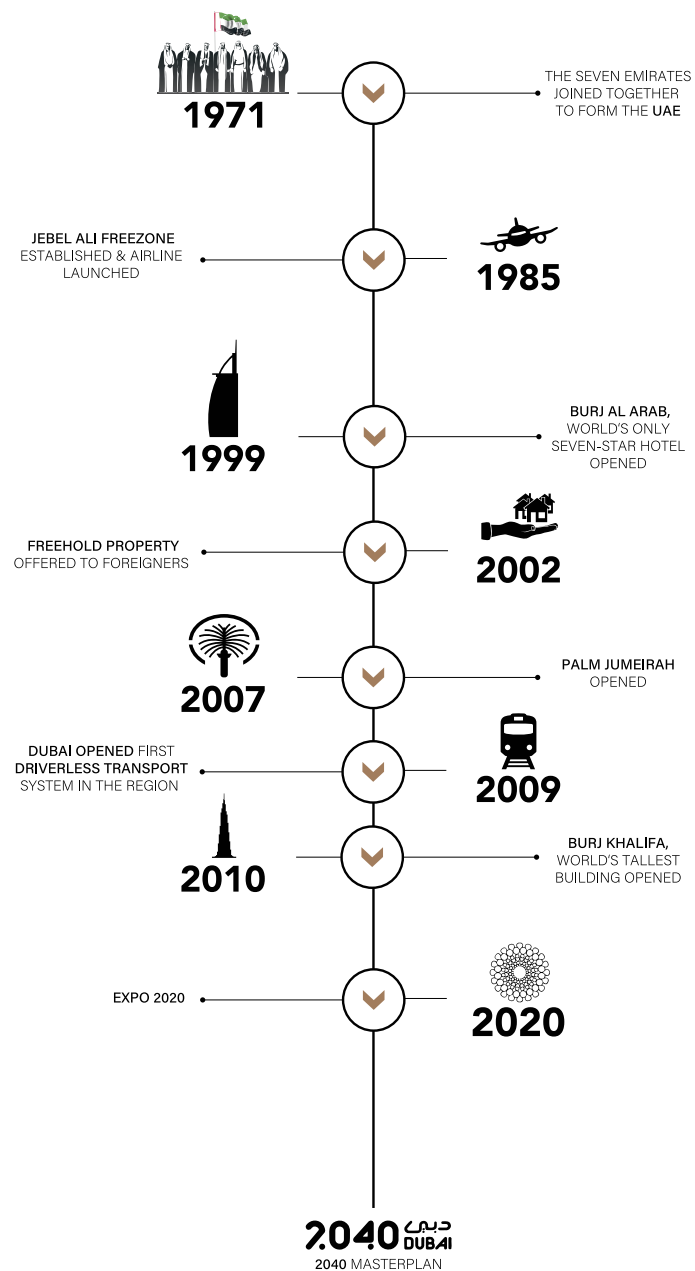 1971
THE SEVEN EMIRATES
JOINED TOGETHER
TO FORM THE UAE
JEBEL ALI FREEZONE
ESTABLISHED & AIRLINE
LAUNCHED
1985
1999
BURJ AL ARAB,
WORLD'S ONLY
SEVEN-STAR HOTEL
OPENED
FREEHOLD PROPERTY
OFFERED TO FOREIGNERS
2002
2007
PALM JUMEIRAH
OPENED
DUBAI OPENED FIRST
DRIVERLESS TRANSPORT
SYSTEM IN THE REGION
2009
2010
BURJ KHALIFA,
WORLD'S TALLEST
BUILDING OPENED
EXPO 2020
2020
2040 دبي
DUBAI
2040 MASTERPLAN